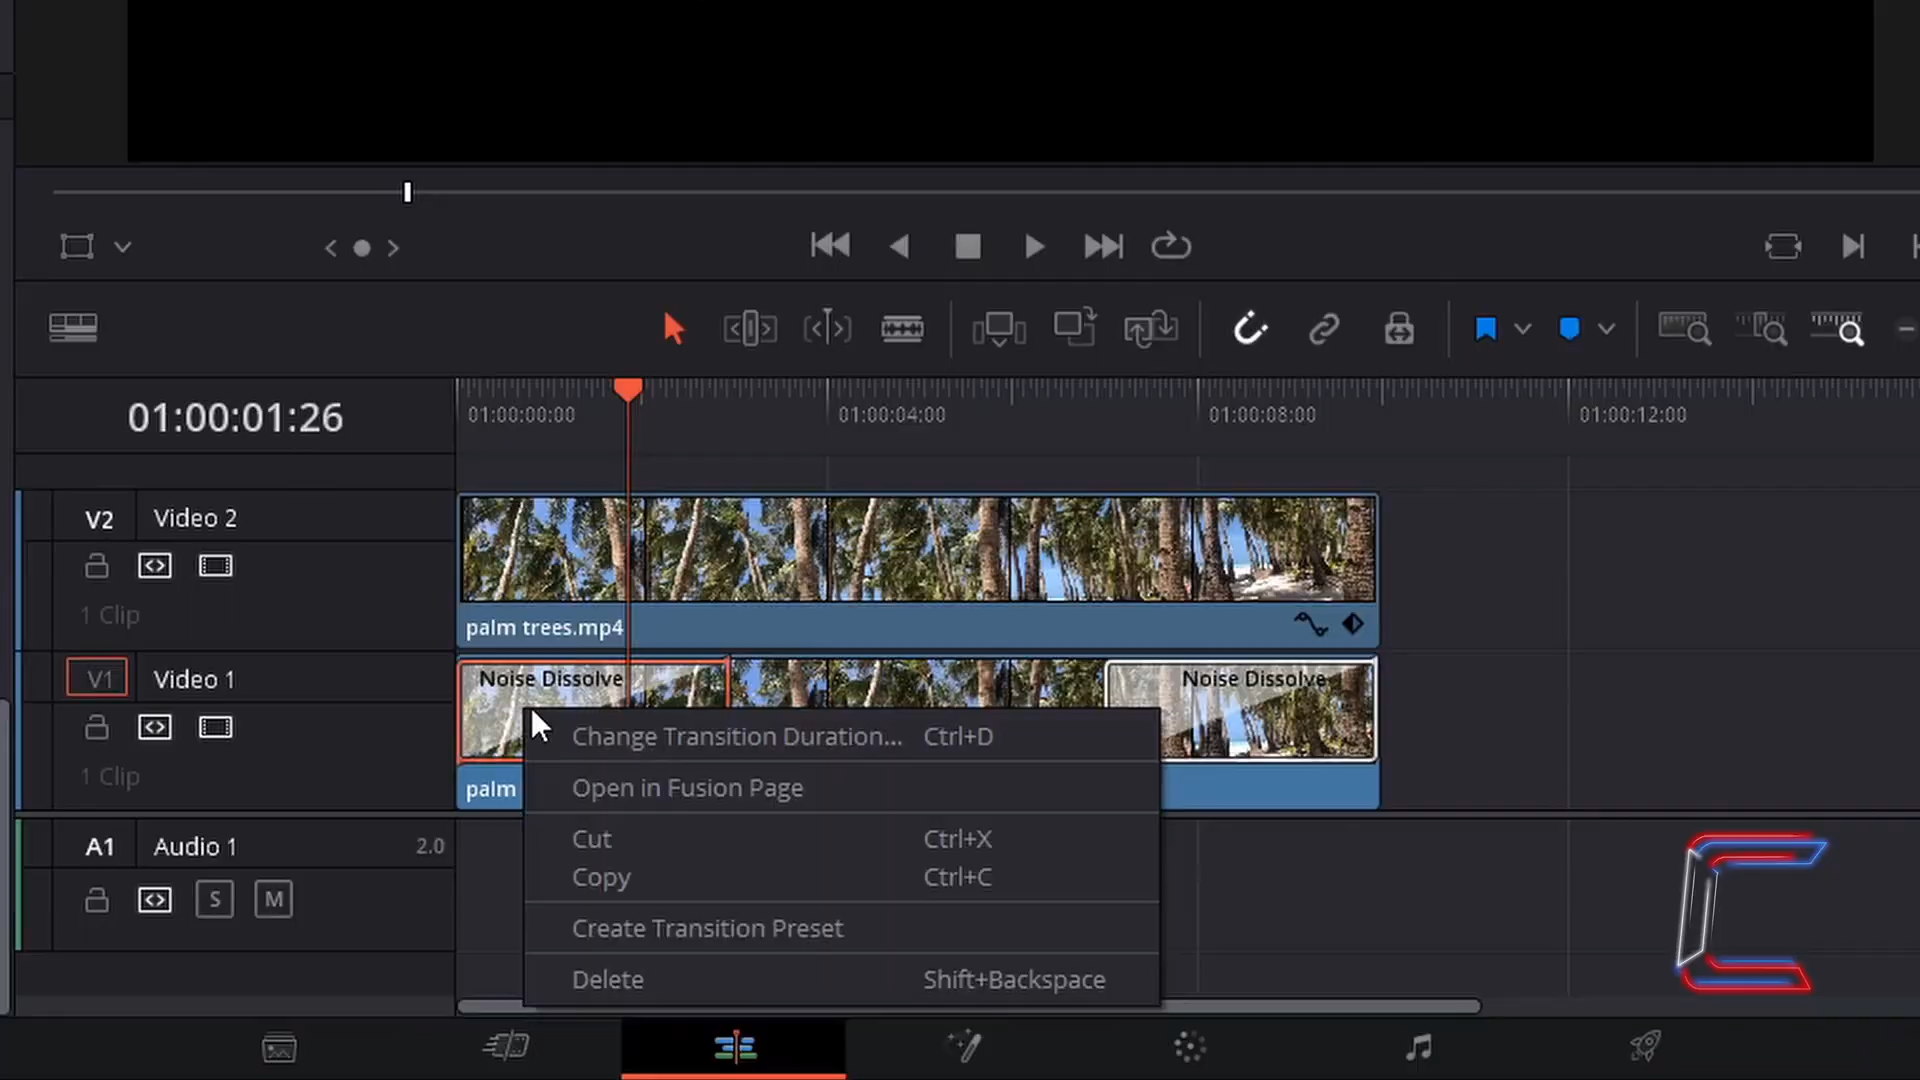 01:00:01:26
01:00:00:00
01:00:04:00
01:00:08:00
01:00:12:00
V2 Video 2
1 Clip
palm trees.mp4
V1 Video 1
1 Clip
Noise Dissolve
Noise Dissolve
palm
Change Transition Duration... Ctrl+D
Open in Fusion Page
Cut Ctrl+X
Copy Ctrl+C
Create Transition Preset
Delete Shift+Backspace
A1 Audio 1 2.0
S M